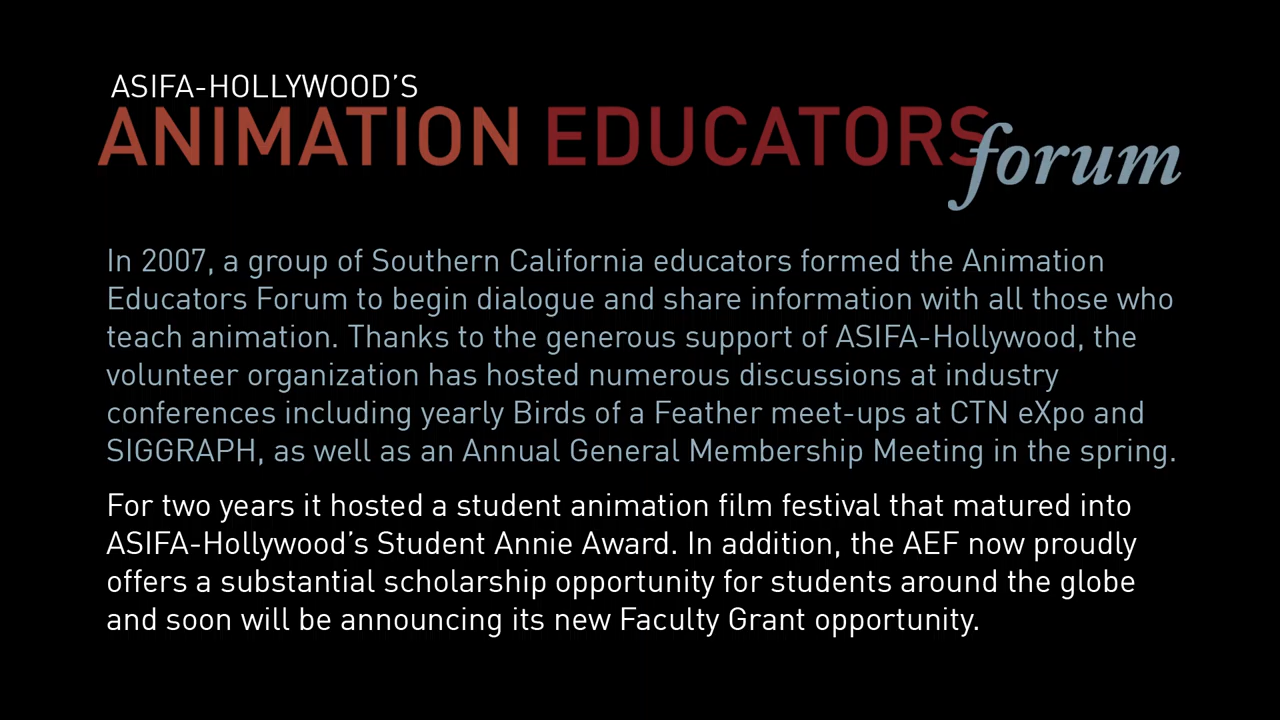 ASIFA-HOLLYWOOD’S
ANIMATION EDUCATORS forum
In 2007, a group of Southern California educators formed the Animation
Educators Forum to begin dialogue and share information with all those who
teach animation. Thanks to the generous support of ASIFA-Hollywood, the
volunteer organization has hosted numerous discussions at industry
conferences including yearly Birds of a Feather meet-ups at CTN eXpo and
SIGGRAPH, as well as an Annual General Membership Meeting in the spring.
For two years it hosted a student animation film festival that matured into
ASIFA-Hollywood’s Student Annie Award. In addition, the AEF now proudly
offers a substantial scholarship opportunity for students around the globe
and soon will be announcing its new Faculty Grant opportunity.